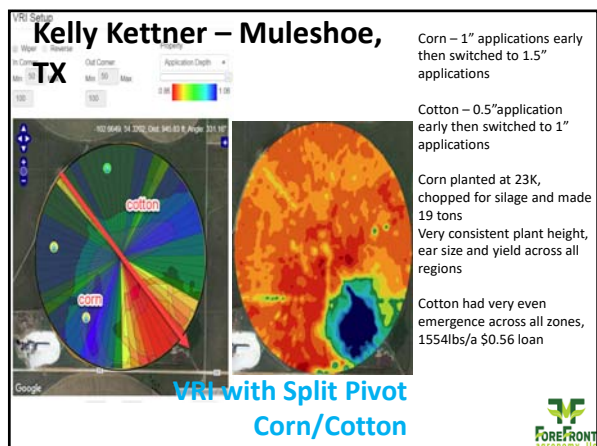 VRI Setup
Kelly Kettner – Muleshoe,
TX
Wiper
Reverse
In Corner
Out Corner
Property
Min 50 Max
Min 50 Max
Application Depth
100
100
0.86
1.08
cotton
corn
Google
VRI with Split Pivot
Corn/Cotton
Corn – 1” applications early
then switched to 1.5”
applications
Cotton – 0.5”application
early then switched to 1”
applications
Corn planted at 23K,
chopped for silage and made
19 tons
Very consistent plant height,
ear size and yield across all
regions
Cotton had very even
emergence across all zones,
1554lbs/a $0.56 loan
FOREFRONT